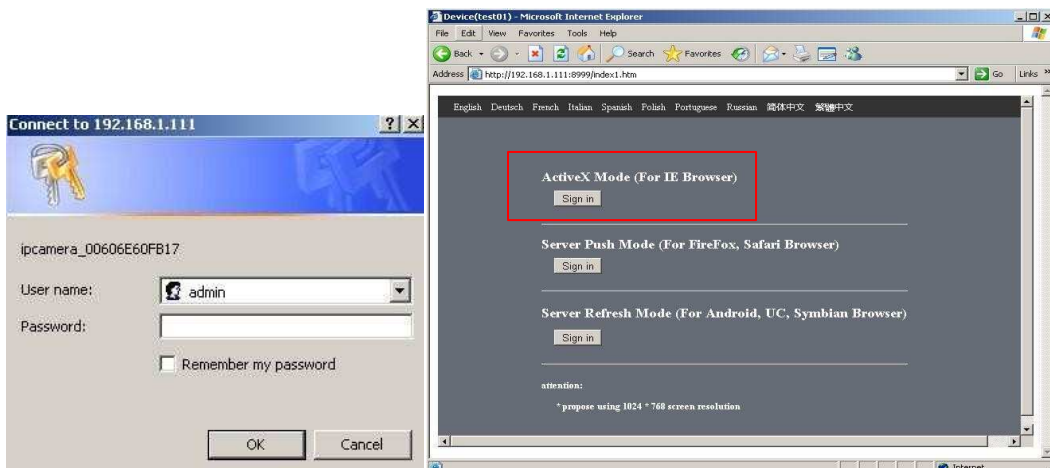 Connect to 192.168.1.111
ipcamera_00606E60FB17
User name:
admin
Password:
Remember my password
OK Cancel
Device(test01) - Microsoft Internet Explorer
File Edit View Favorites Tools Help
Back Search Favorites
Address http://192.168.1.111:8999/index1.htm Go Links
English Deutsch French Italian Spanish Polish Portuguese Russian 简体中文 繁體中文
ActiveX Mode (For IE Browser)
Sign in
Server Push Mode (For FireFox, Safari Browser)
Sign in
Server Refresh Mode (For Android, UC, Symbian Browser)
Sign in
attention:
* propose using 1024 * 768 screen resolution
Internet